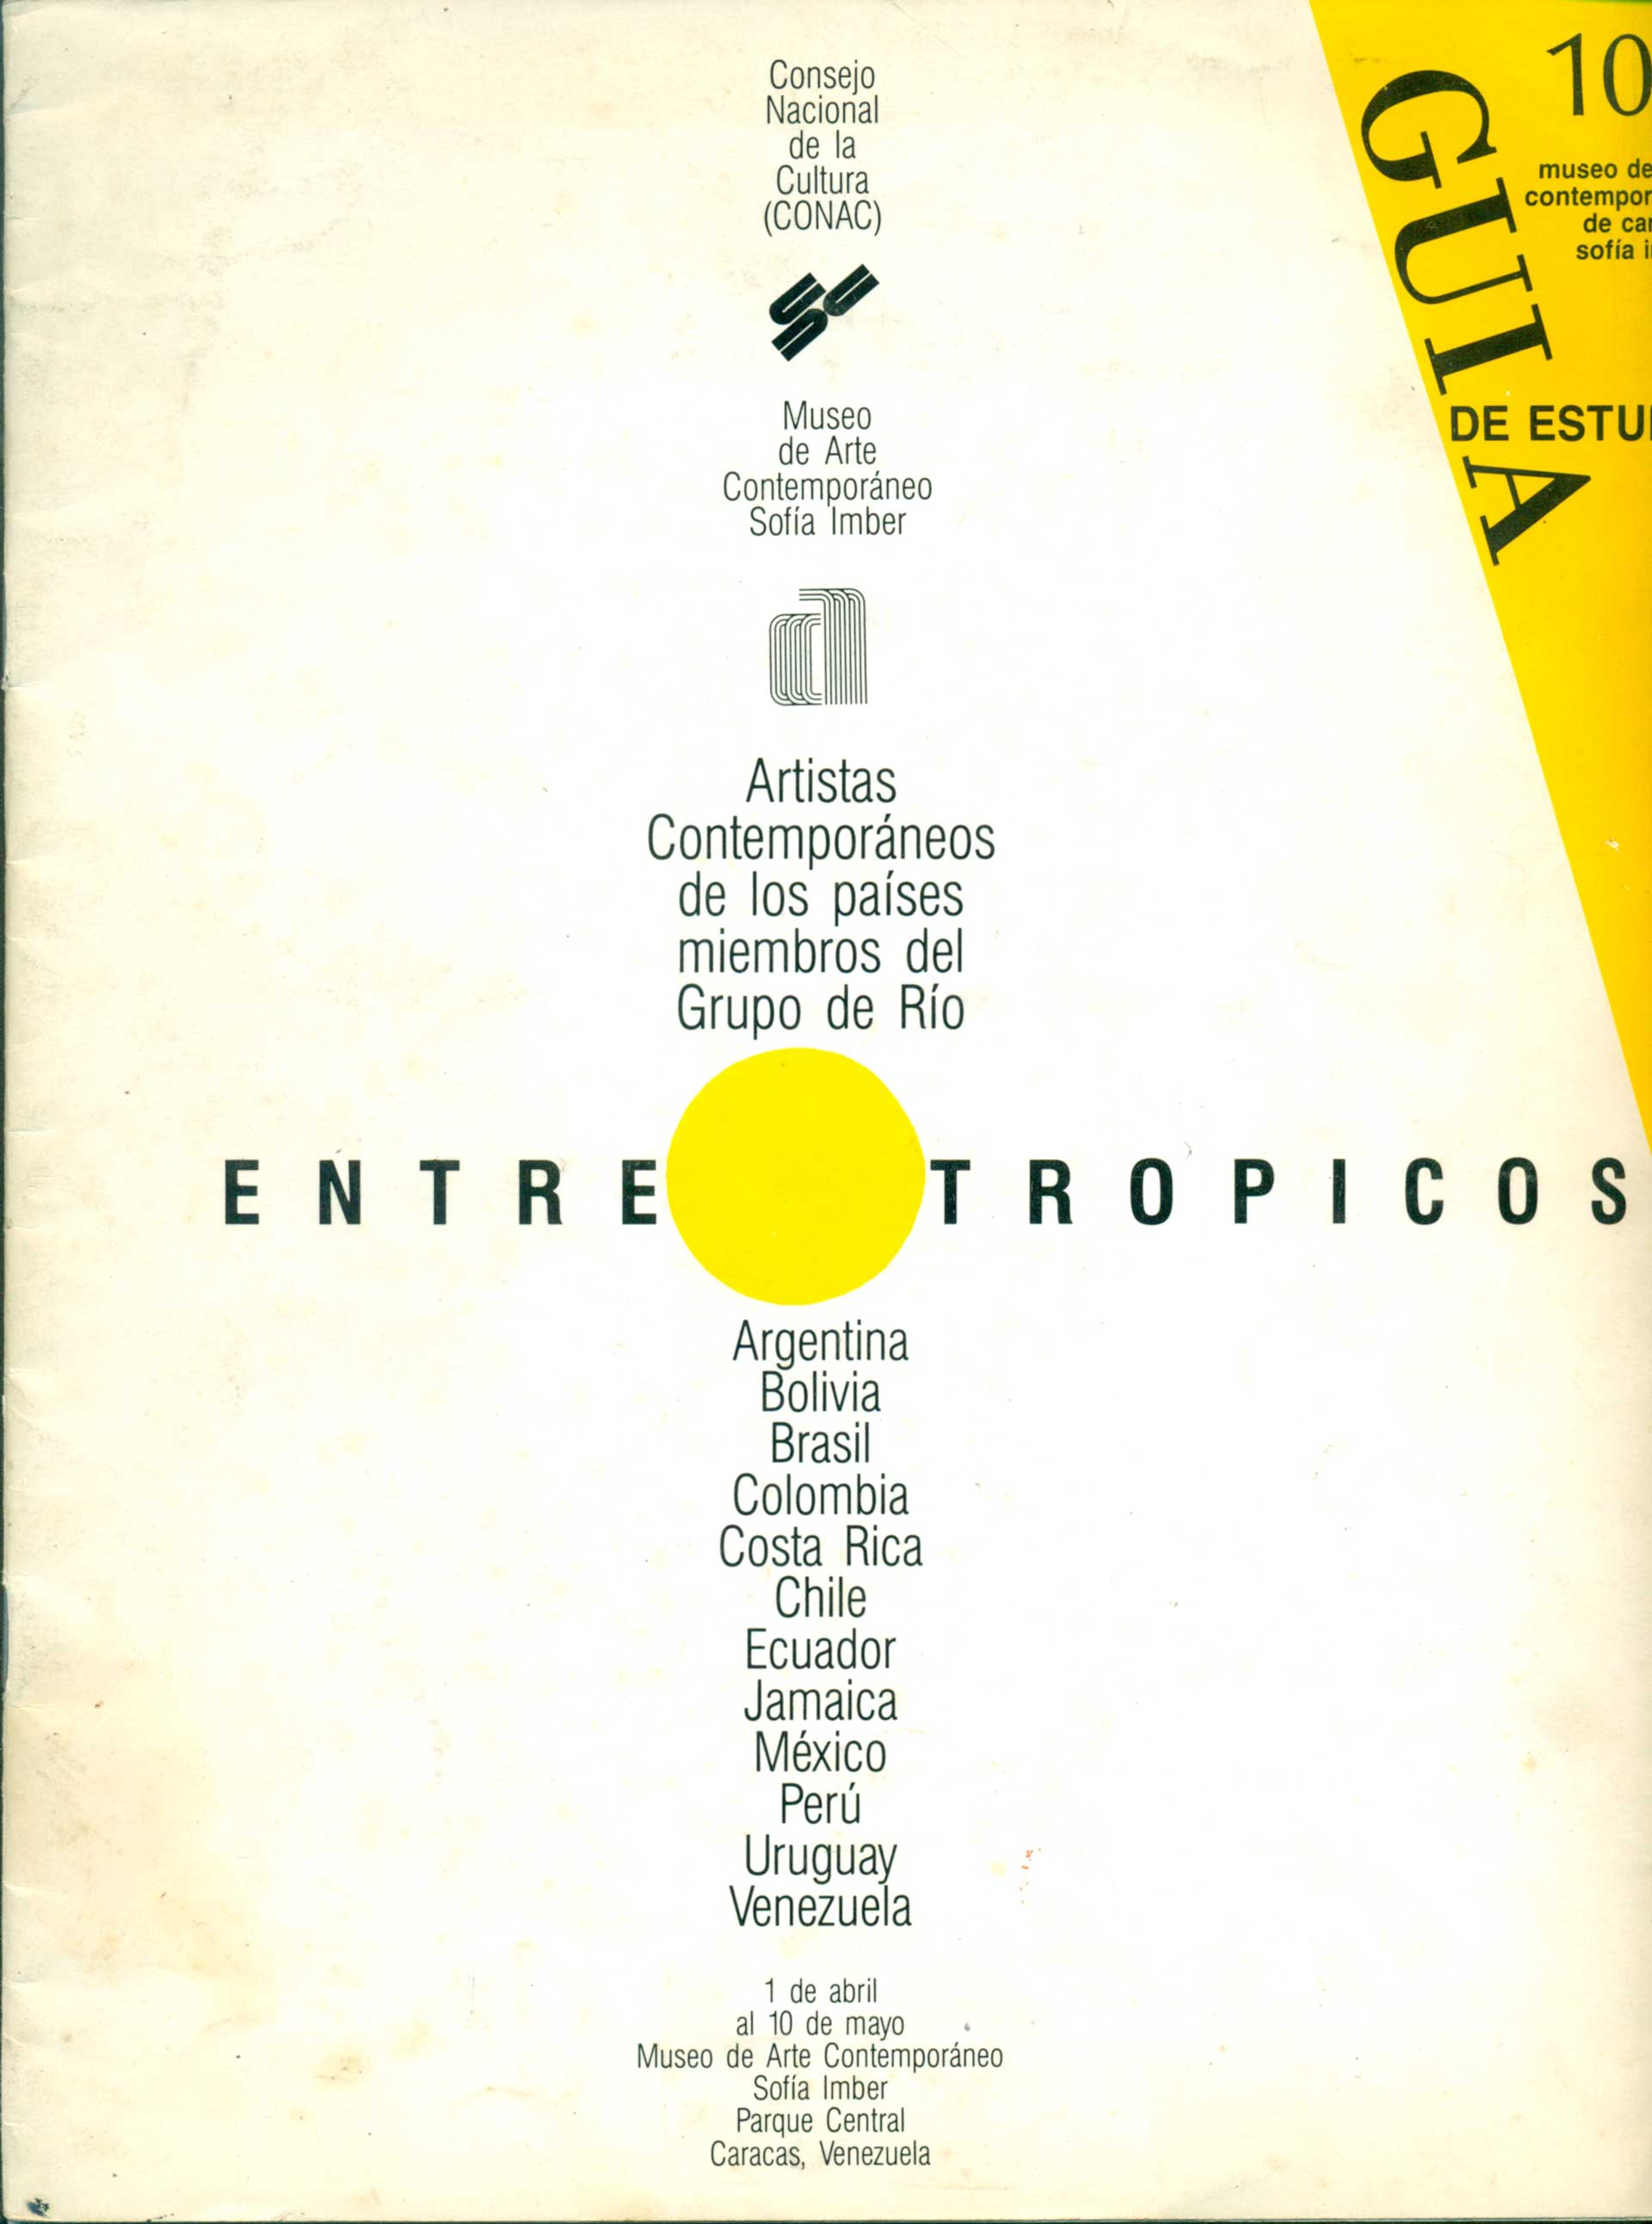 Consejo
Nacional
de la
Cultura
(CONAC)
Museo
de Arte
Contemporáneo
Sofía Imber
Artistas
Contemporáneos
de los países
miembros del
Grupo de Río
ENTRE TROPICOS
Argentina
Bolivia
Brasil
Colombia
Costa Rica
Chile
Ecuador
Jamaica
México
Perú
Uruguay
Venezuela
1 de abril
al 10 de mayo
Museo de Arte Contemporáneo
Sofía Imber
Parque Central
Caracas, Venezuela
10
GUIA
museo de
contempor
de ca
sofía i
DE ESTU